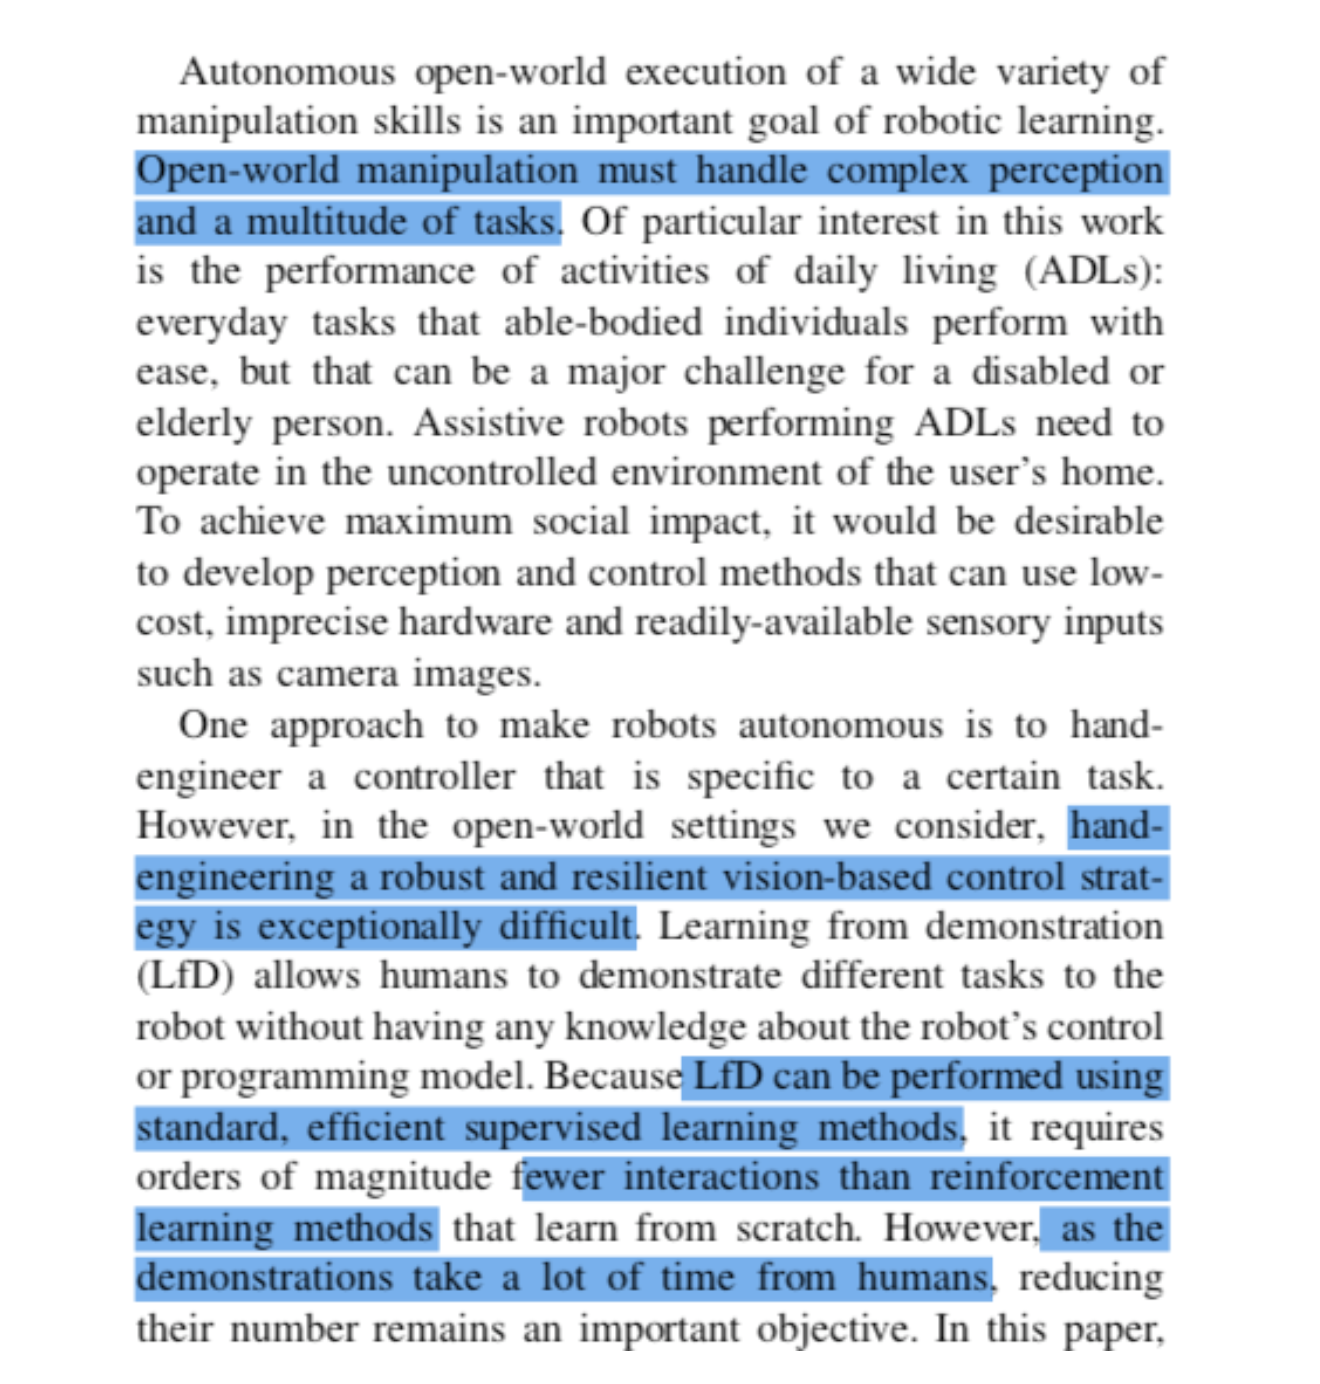 Autonomous open-world execution of a wide variety of
manipulation skills is an important goal of robotic learning.
Open-world manipulation must handle complex perception
and a multitude of tasks. Of particular interest in this work
is the performance of activities of daily living (ADLs):
everyday tasks that able-bodied individuals perform with
ease, but that can be a major challenge for a disabled or
elderly person. Assistive robots performing ADLs need to
operate in the uncontrolled environment of the user's home.
To achieve maximum social impact, it would be desirable
to develop perception and control methods that can use low-
cost, imprecise hardware and readily-available sensory inputs
such as camera images.
One approach to make robots autonomous is to hand-
engineer a controller that is specific to a certain task.
However, in the open-world settings we consider, hand-
engineering a robust and resilient vision-based control strat-
egy is exceptionally difficult. Learning from demonstration
(LfD) allows humans to demonstrate different tasks to the
robot without having any knowledge about the robot's control
or programming model. Because LfD can be performed using
standard, efficient supervised learning methods, it requires
orders of magnitude fewer interactions than reinforcement
learning methods that learn from scratch. However, as the
demonstrations take a lot of time from humans, reducing
their number remains an important objective. In this paper,